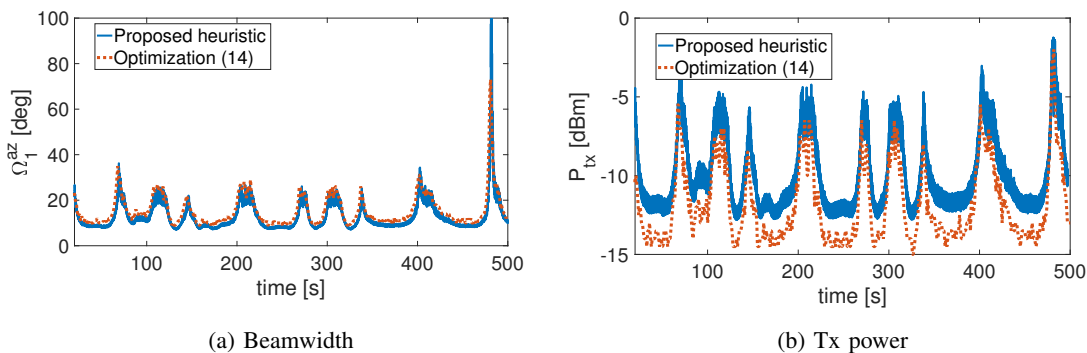 100
80
60
40
20
0
Ω₁ᵃᶻ [deg]
Proposed heuristic
Optimization (14)
100 200 300 400 500
time [s]
(a) Beamwidth
0
-5
-10
-15
Pₜₓ [dBm]
Proposed heuristic
Optimization (14)
100 200 300 400 500
time [s]
(b) Tx power